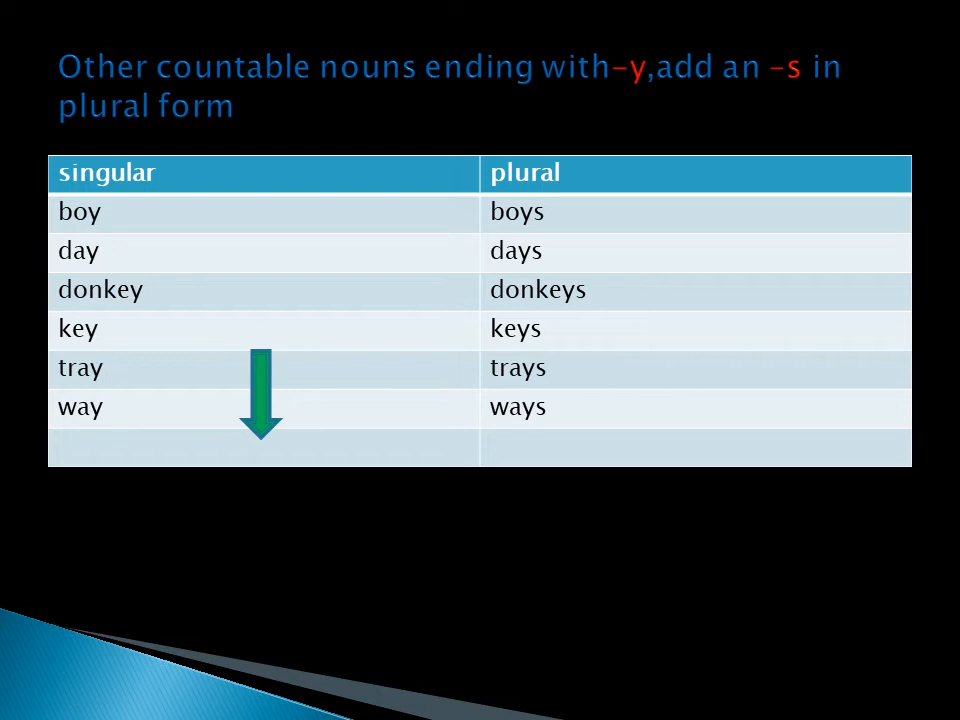 Other countable nouns ending with-y,add an -s in
plural form
singular plural
boy boys
day days
donkey donkeys
key keys
tray trays
way ways